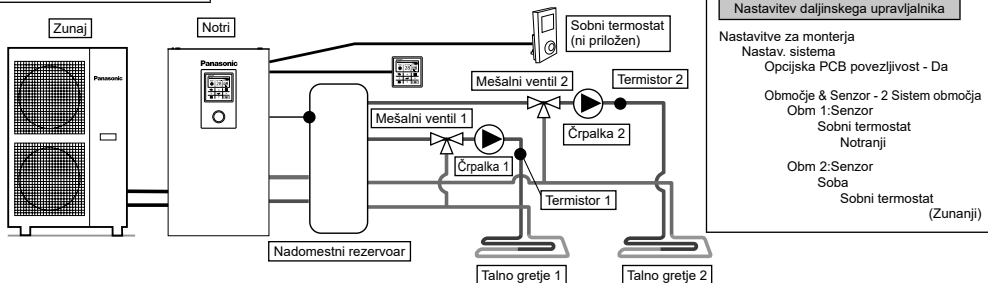 Zunaj
Notri
Panasonic
Panasonic
Sobni termostat
(ni priložen)
Mešalni ventil 2
Termistor 2
Mešalni ventil 1
Črpalka 2
Črpalka 1
Termistor 1
Nadomestni rezervoar
Talno gretje 1
Talno gretje 2
Nastavitev daljinskega upravljalnika
Nastavitve za monterja
Nastav. sistema
Opcijska PCB povezljivost - Da
Območje & Senzor - 2 Sistem območja
Obm 1:Senzor
Sobni termostat
Notranji
Obm 2:Senzor
Soba
Sobni termostat
(Zunanji)